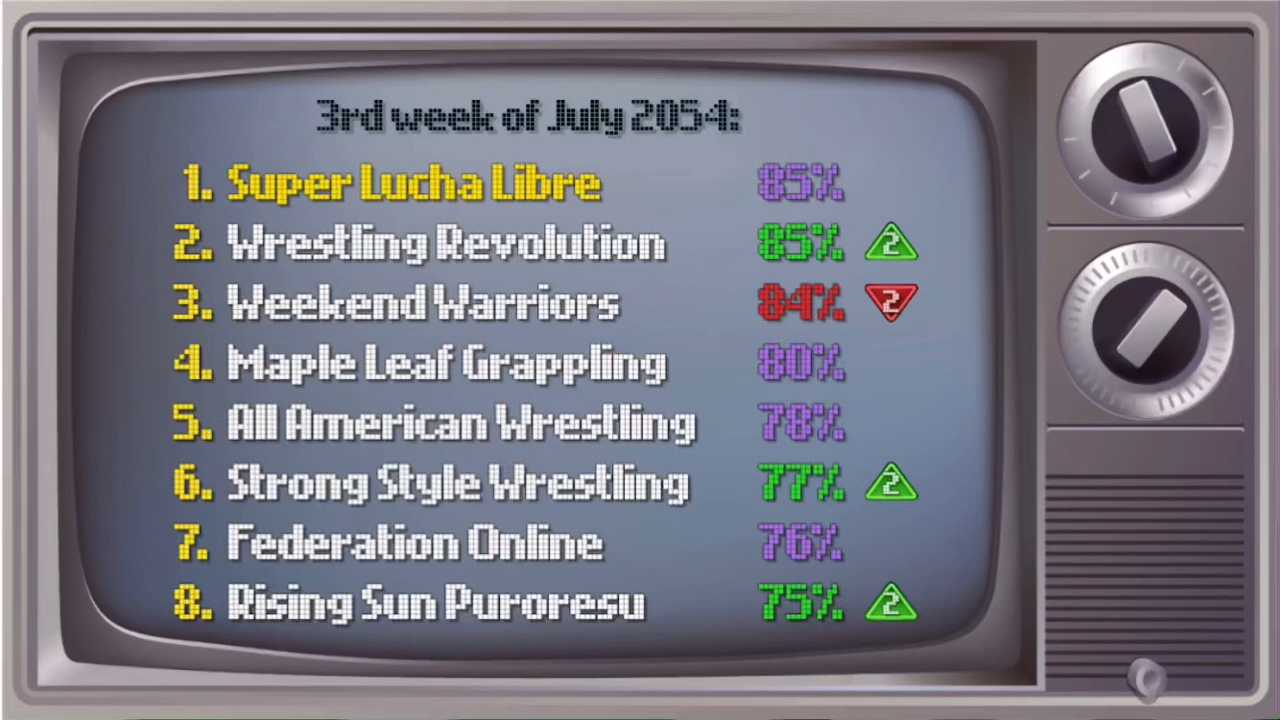 3rd week of July 2054:
1. Super Lucha Libre 85%
2. Wrestling Revolution 85% 2
3. Weekend Warriors 84% 2
4. Maple Leaf Grappling 80%
5. All American Wrestling 78%
6. Strong Style Wrestling 77% 2
7. Federation Online 76%
8. Rising Sun Puroresu 75% 2